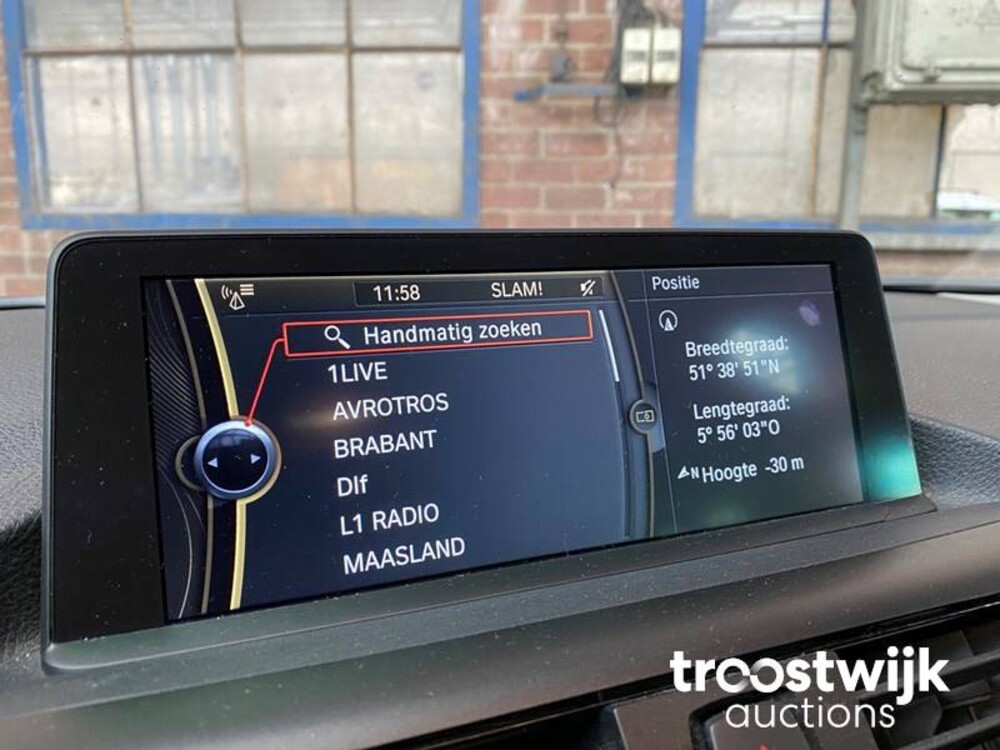 11:58 SLAM!
Handmatig zoeken
1LIVE
AVROTROS
BRABANT
Dlf
L1 RADIO
MAASLAND
Positie
Breedtegraad:
51° 38' 51"N
Lengtegraad:
5° 56' 03"O
N Hoogte -30 m
troostwijk
auctions